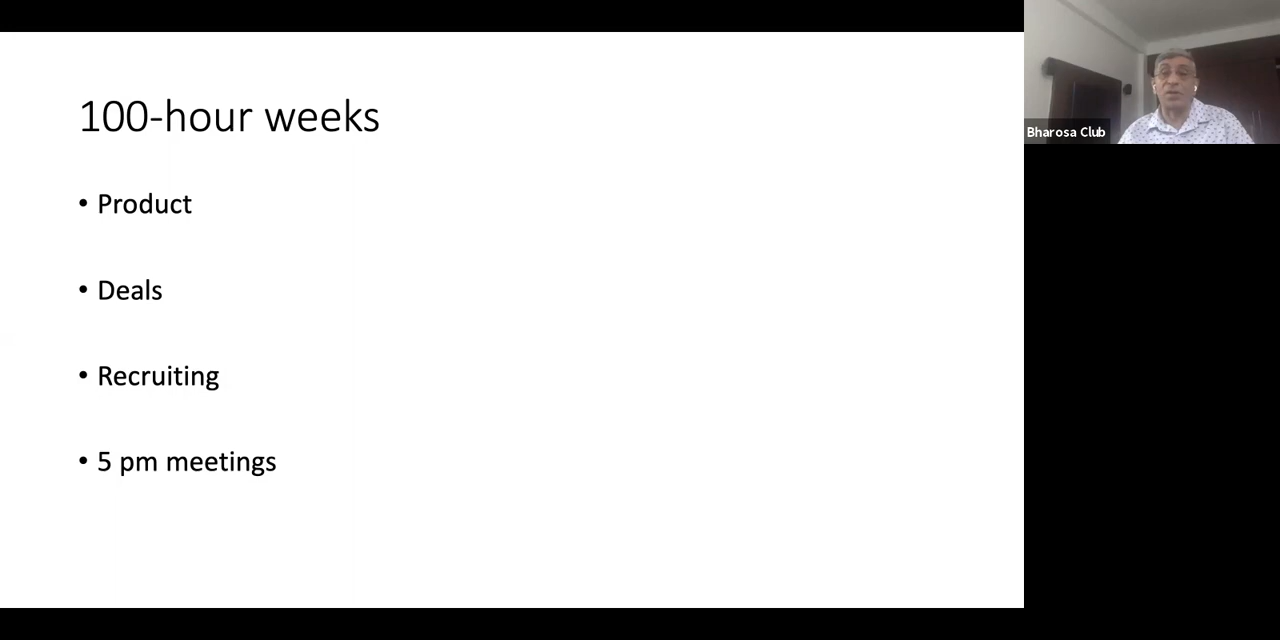 100-hour weeks
• Product
• Deals
• Recruiting
• 5 pm meetings
Bharosa Club